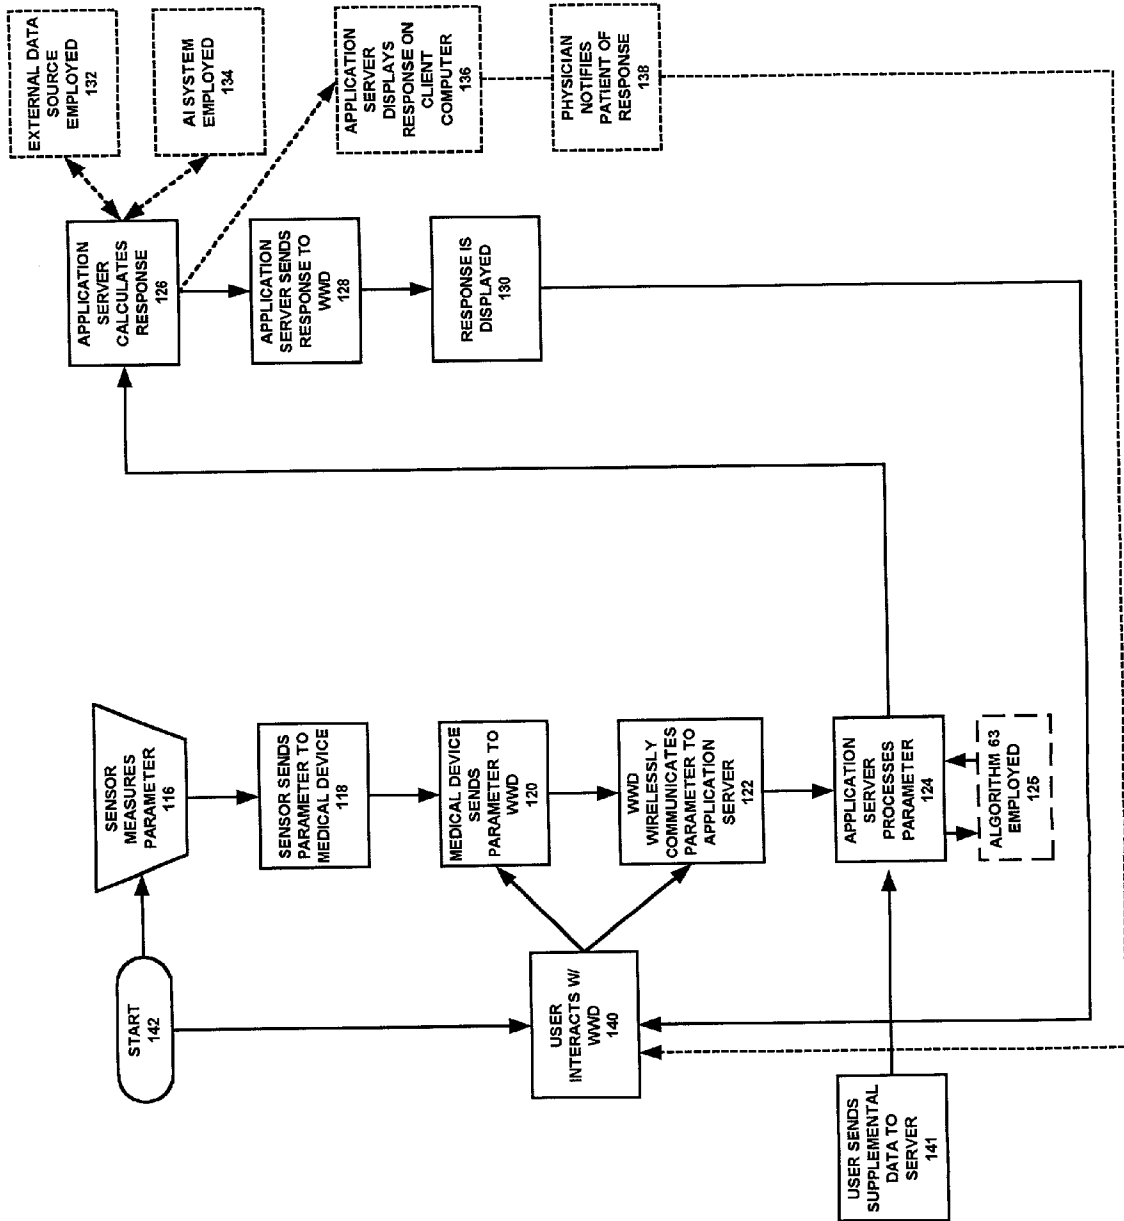 START
142
SENSOR
MEASURES
PARAMETER
116
SENSOR SENDS
PARAMETER TO
MEDICAL DEVICE
118
MEDICAL DEVICE
SENDS
PARAMETER TO
WWD
120
WWD
WIRELESSLY
COMMUNICATES
PARAMETER TO
APPLICATION
SERVER
122
APPLICATION
SERVER
PROCESSES
PARAMETER
124
ALGORITHM 63
EMPLOYED
125
USER
INTERACTS W/
WWD
140
USER SENDS
SUPPLEMENTAL
DATA TO
SERVER
141
APPLICATION
SERVER
CALCULATES
RESPONSE
126
APPLICATION
SERVER SENDS
RESPONSE TO
WWD
128
RESPONSE IS
DISPLAYED
130
EXTERNAL DATA
SOURCE
EMPLOYED
132
AI SYSTEM
EMPLOYED
134
APPLICATION
SERVER
DISPLAYS
RESPONSE ON
CLIENT
COMPUTER
136
PHYSICIAN
NOTIFIES
PATIENT OF
RESPONSE
138